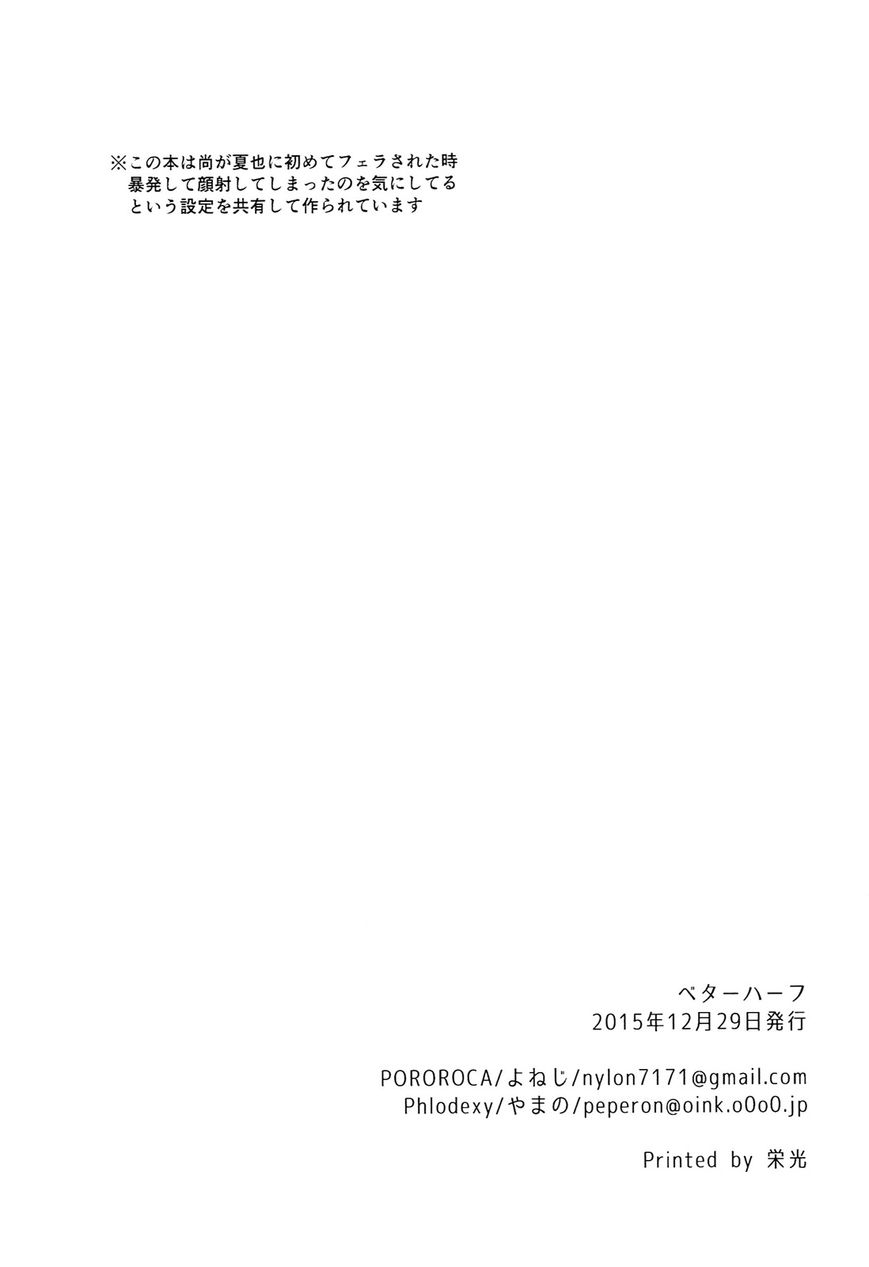 ※この本は尚が夏也に初めてフェラされた時
暴発して顔射してしまったのを気にしてる
という設定を共有して作られています
ベターハーフ
2015年12月29日発行
POROROCA/よねじ/nylon7171@gmail.com
Phlodexy/やまの/peperon@oink.o0o0.jp
Printed by 栄光